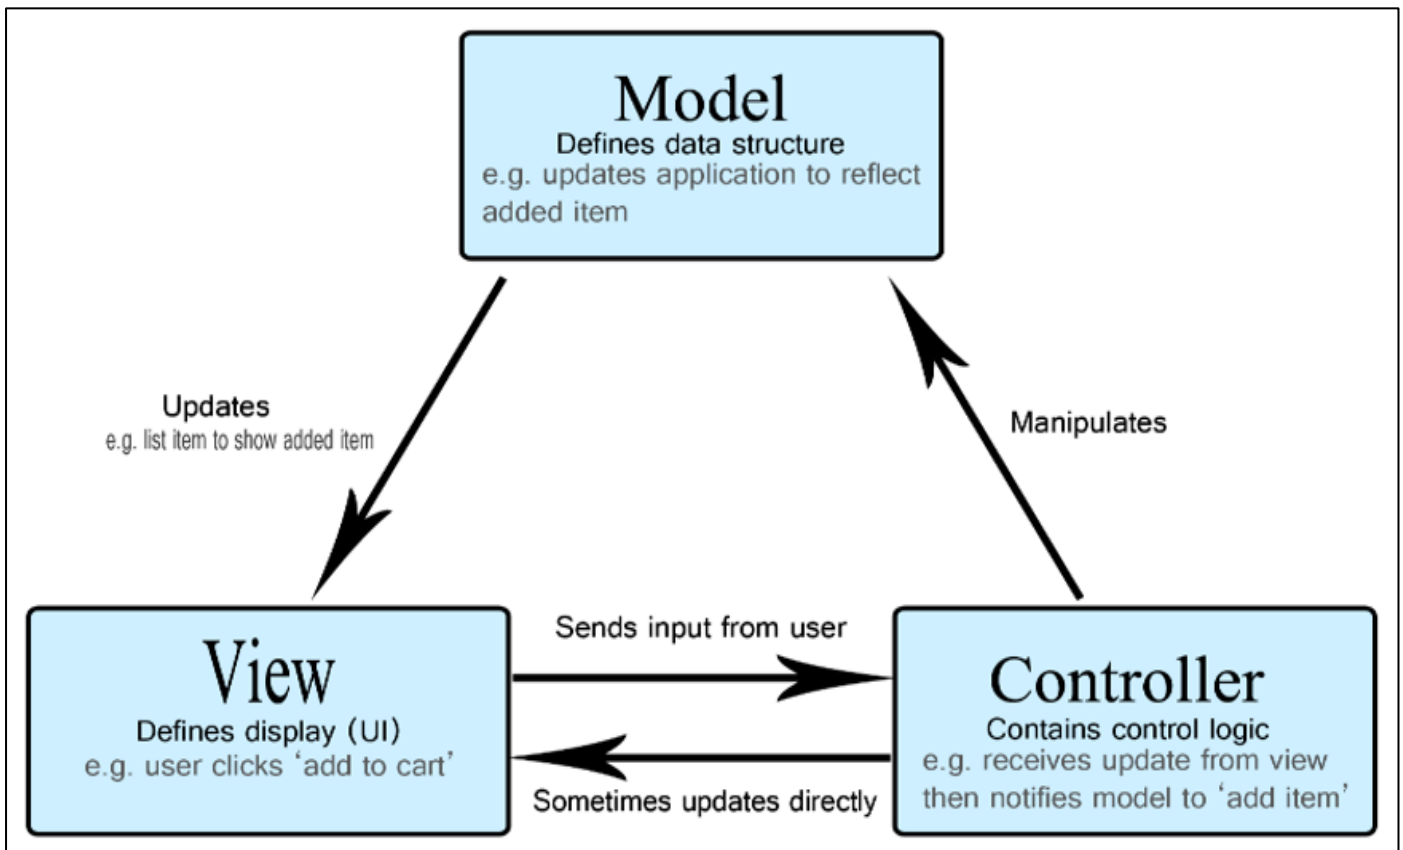 Model
Defines data structure
e.g. updates application to reflect
added item
Updates
e.g. list item to show added item
Manipulates
View
Defines display (UI)
e.g. user clicks ‘add to cart’
Sends input from user
Sometimes updates directly
Controller
Contains control logic
e.g. receives update from view
then notifies model to ‘add item’